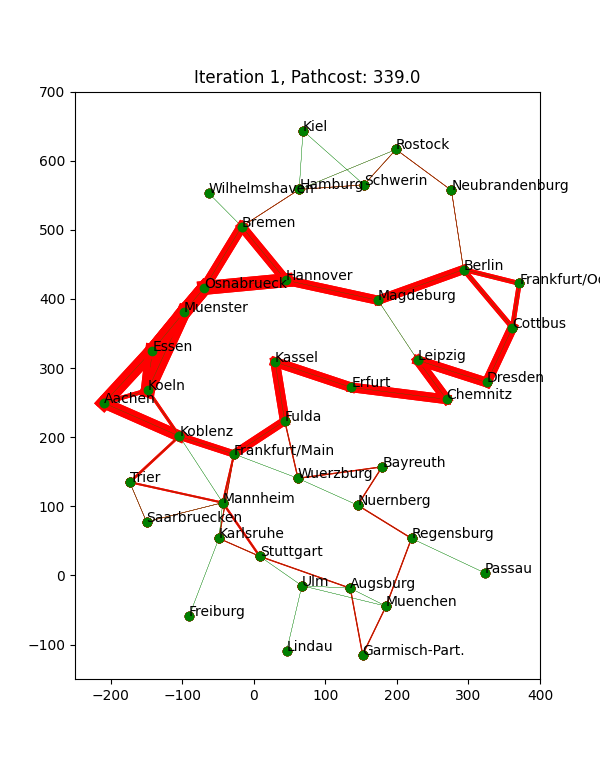 Iteration 1, Pathcost: 339.0
700
Kiel
Rostock
600
Schwerin
Wilhelmshaven
Hamburg
Neubrandenburg
Bremen
500
Berlin
Hannover
Osnabrueck
Frankfurt/O
400
Magdeburg
Muenster
Cottbus
Essen
Kassel
Leipzig
300
Koeln
Erfurt
Dresden
Aachen
Chemnitz
Fulda
Koblenz
200
Frankfurt/Main
Bayreuth
Trier
Wuerzburg
100
Mannheim
Nuernberg
Saarbruecken
Karlsruhe
Regensburg
Stuttgart
0
Passau
Ulm
Augsburg
Muenchen
Freiburg
−100
Lindau
Garmisch-Part.
−200
−100
0
100
200
300
400